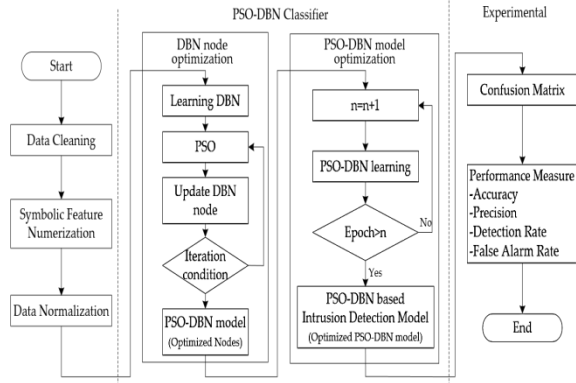 PSO-DBN Classifier
Experimental
Start
Data Cleaning
Symbolic Feature
Numerization
Data Normalization
DBN node
optimization
Learning DBN
PSO
Update DBN
node
Iteration
condition
PSO-DBN model
(Optimized Nodes)
PSO-DBN model
optimization
n=n+1
PSO-DBN learning
Epoch>n
No
Yes
PSO-DBN based
Intrusion Detection Model
(Optimized PSO-DBN model)
Confusion Matrix
Performance Measure
-Accuracy
-Precision
-Detection Rate
-False Alarm Rate
End